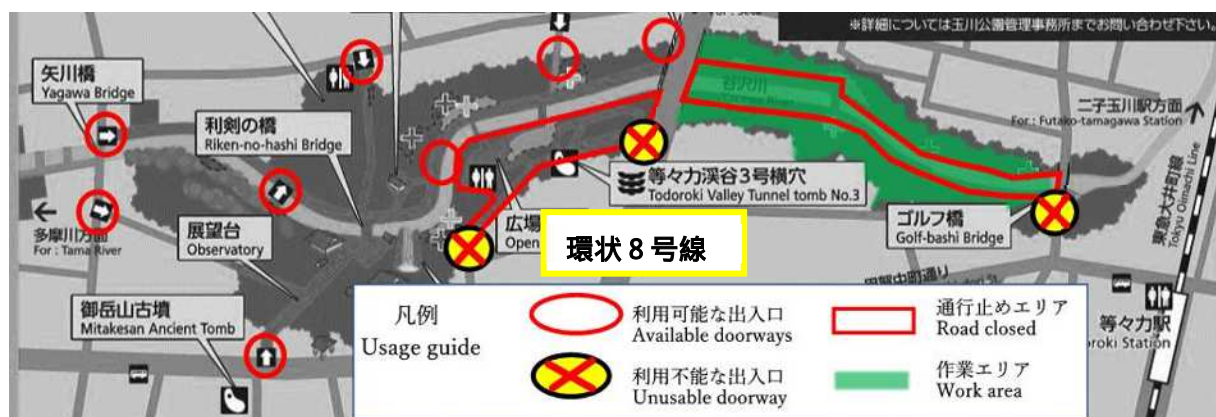 ※詳細については玉川公園管理事務所までお問い合わせ下さい。
矢川橋
Yagawa Bridge
利剣の橋
Riken-no-hashi Bridge
谷沢川
Yazawa River
二子玉川駅方面
For : Futako-tamagawa Station
東急大井町線
Tokyu Oimachi Line
等々力渓谷3号横穴
Todoroki Valley Tunnel tomb No.3
ゴルフ橋
Golf-bashi Bridge
多摩川方面
For : Tama River
展望台
Observatory
広場
Open
環状8号線
御岳山古墳
Mitakesan Ancient Tomb
等々力駅
oroki Station
凡例
Usage guide
利用可能な出入口
Available doorways
利用不能な出入口
Unusable doorway
通行止めエリア
Road closed
作業エリア
Work area